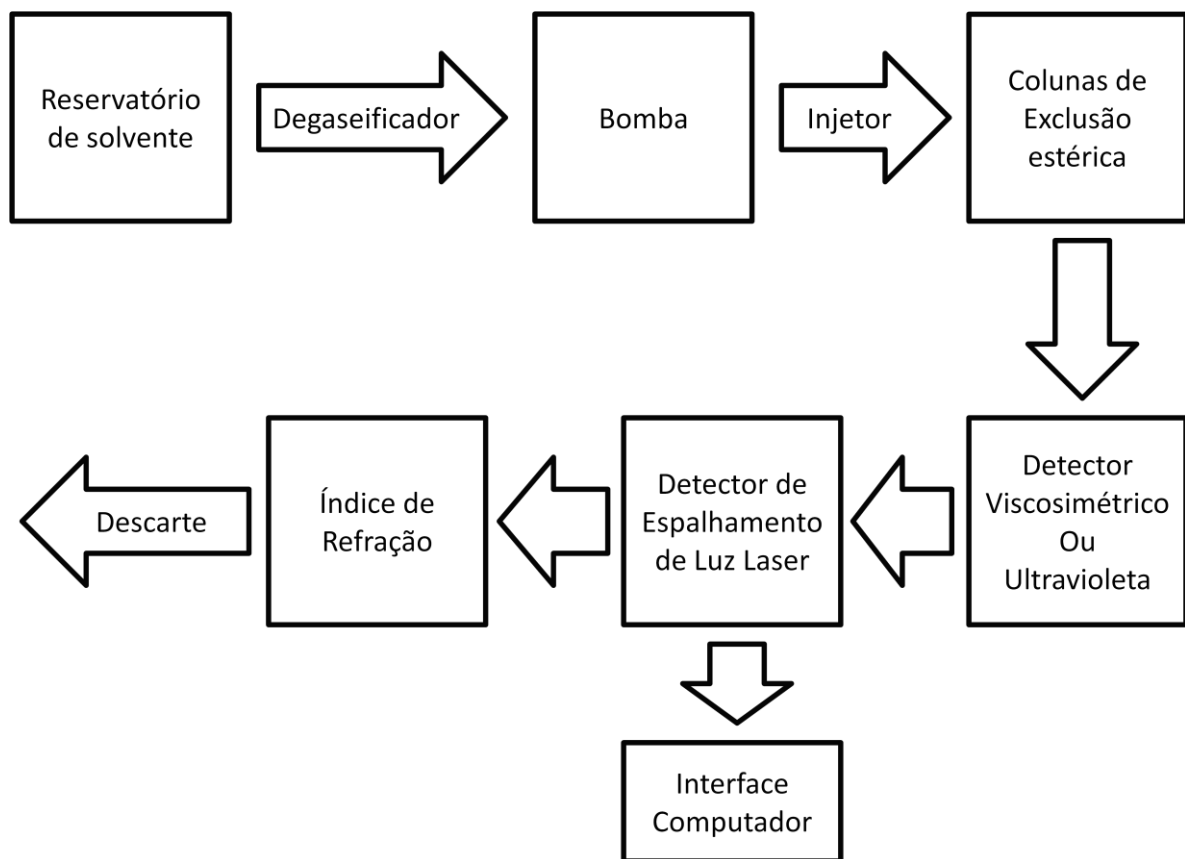 Reservatório
de solvente
Degaseificador
Bomba
Injetor
Colunas de
Exclusão
estérica
Detector
Viscosimétrico
Ou
Ultravioleta
Detector de
Espalhamento
de Luz Laser
Índice de
Refração
Descarte
Interface
Computador